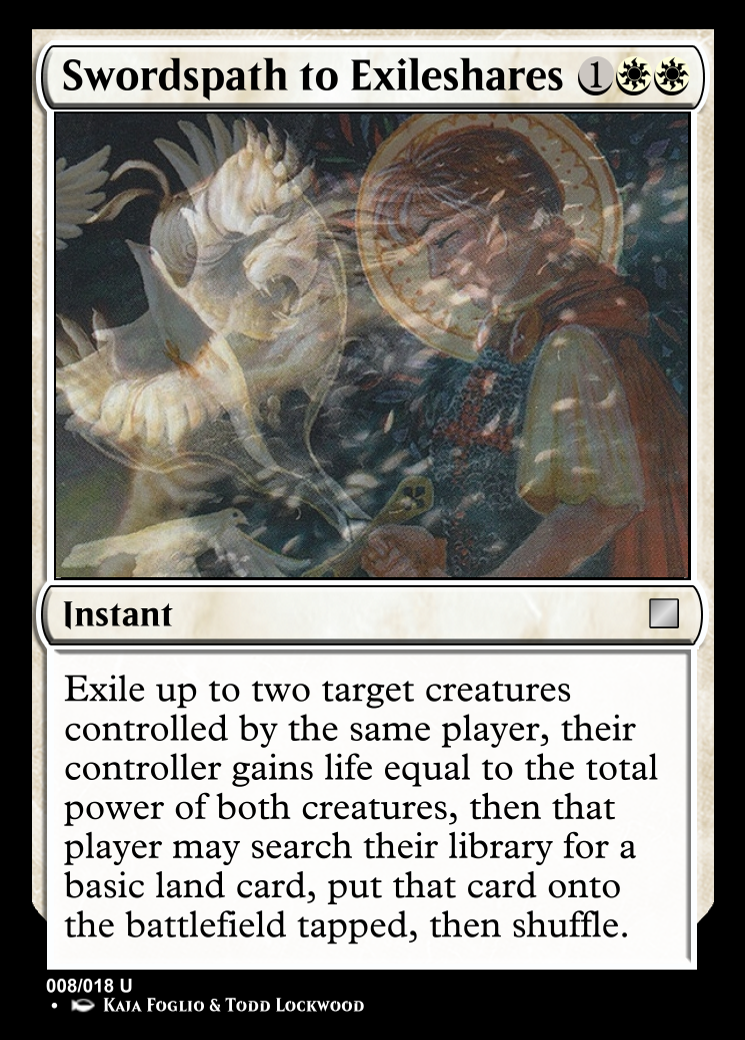 Swordspath to Exileshares 1
Instant
Exile up to two target creatures
controlled by the same player, their
controller gains life equal to the total
power of both creatures, then that
player may search their library for a
basic land card, put that card onto
the battlefield tapped, then shuffle.
008/018 U
• Kaja Foglio & Todd Lockwood